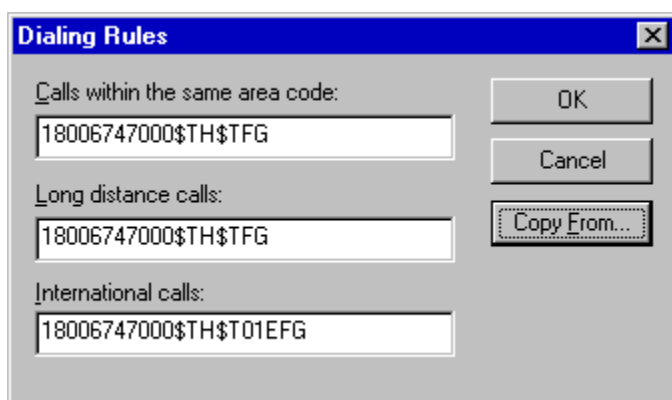 Dialing Rules
Calls within the same area code:
18006747000$TH$TFG
OK
Cancel
Long distance calls:
18006747000$TH$TFG
Copy From...
International calls:
18006747000$TH$T01EFG